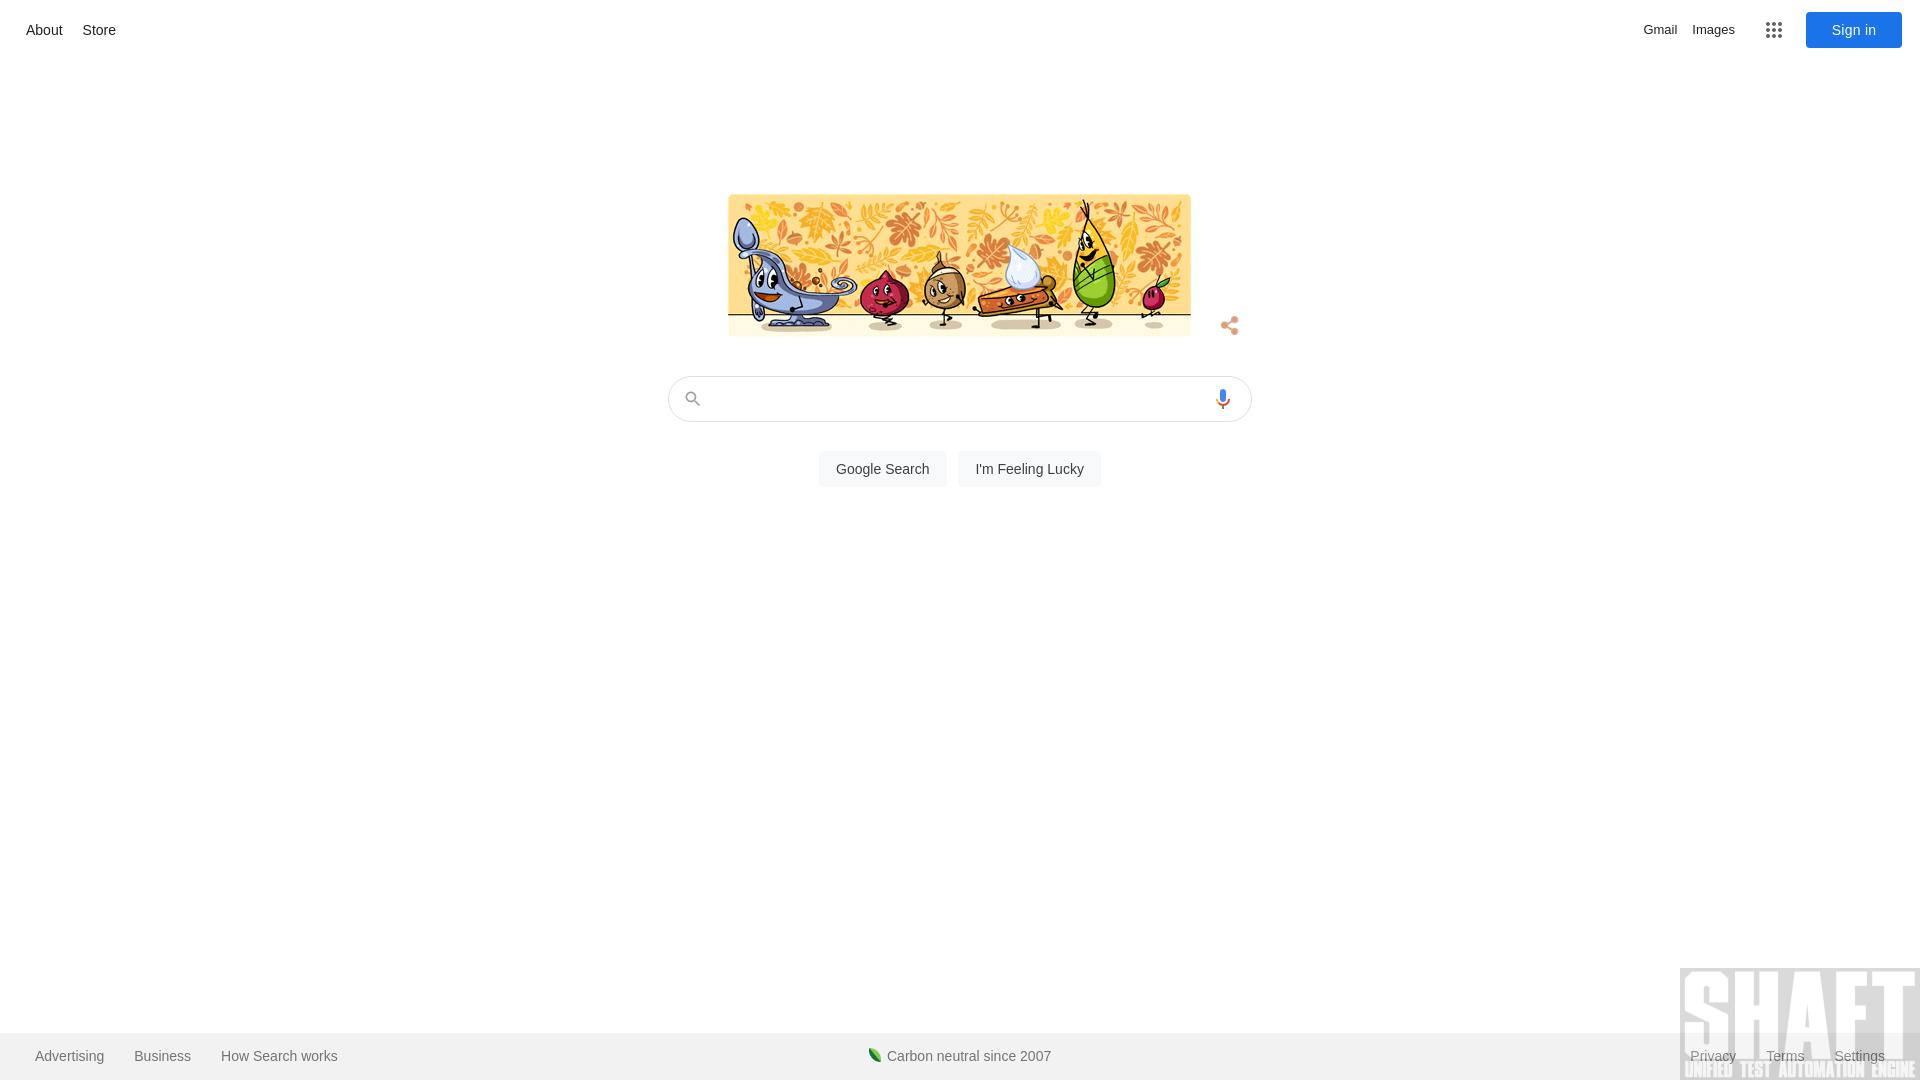 About Store Gmail Images Sign in
Google Search I'm Feeling Lucky
Advertising Business How Search works Carbon neutral since 2007 Privacy Terms Settings
SHAFT
UNIFIED TEST AUTOMATION ENGINE